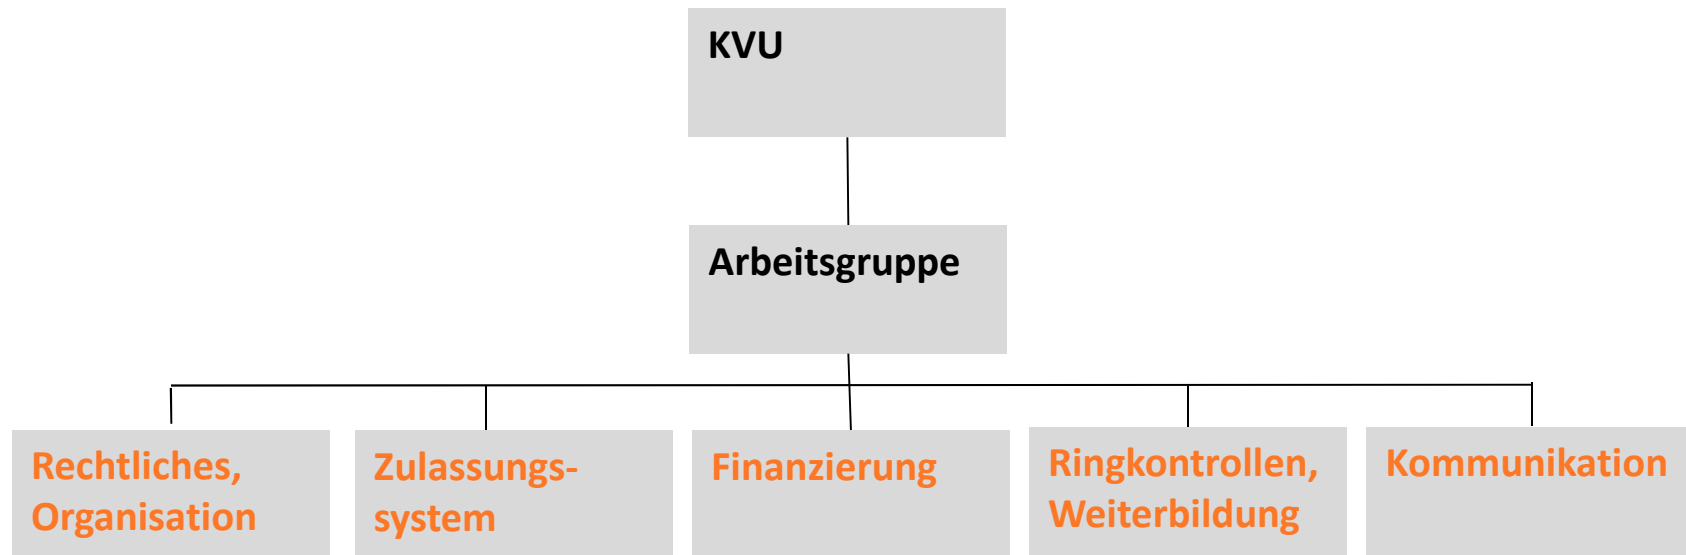 KVU
Arbeitsgruppe
Rechtliches,
Organisation
Zulassungs-
system
Finanzierung
Ringkontrollen,
Weiterbildung
Kommunikation